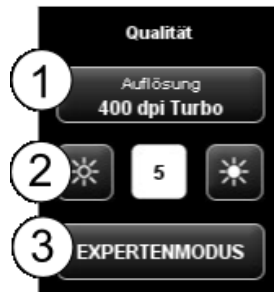 Qualität
1
Auflösung
400 dpi Turbo
2
5
3
EXPERTENMODUS